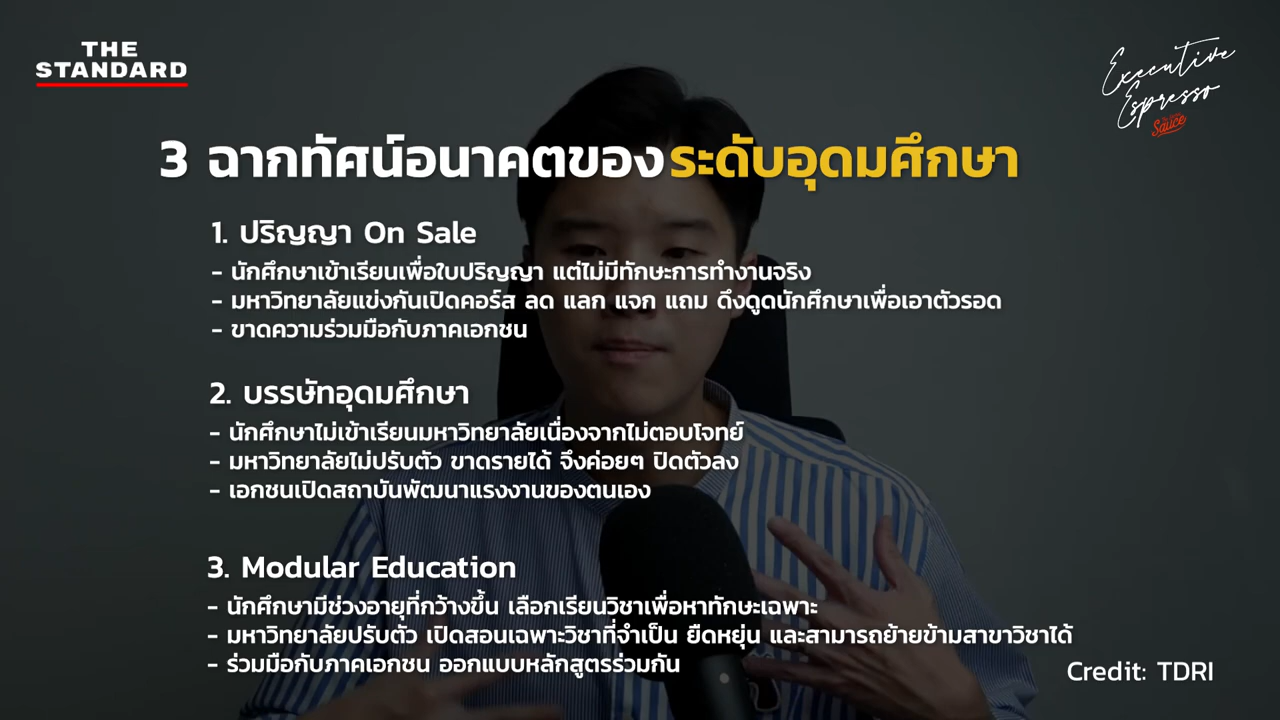 THE
STANDARD
Executive
Espresso
Sauce
3 ฉากทัศน์อนาคตของระดับอุดมศึกษา
1. ปริญญา On Sale
- นักศึกษาเข้าเรียนเพื่อใบปริญญา แต่ไม่มีทักษะการทำงานจริง
- มหาวิทยาลัยแข่งกันเปิดคอร์ส ลด แลก แจก แถม ดึงดูดนักศึกษาเพื่อเอาตัวรอด
- ขาดความร่วมมือกับภาคเอกชน
2. บรรษัทอุดมศึกษา
- นักศึกษาไม่เข้าเรียนมหาวิทยาลัยเนื่องจากไม่ตอบโจทย์
- มหาวิทยาลัยไม่ปรับตัว ขาดรายได้ จึงค่อยๆ ปิดตัวลง
- เอกชนเปิดสถาบันพัฒนาแรงงานของตนเอง
3. Modular Education
- นักศึกษามีช่วงอายุที่กว้างขึ้น เลือกเรียนวิชาเพื่อหาทักษะเฉพาะ
- มหาวิทยาลัยปรับตัว เปิดสอนเฉพาะวิชาที่จำเป็น ยืดหยุ่น และสามารถย้ายข้ามสาขาวิชาได้
- ร่วมมือกับภาคเอกชน ออกแบบหลักสูตรร่วมกัน
Credit: TDRI